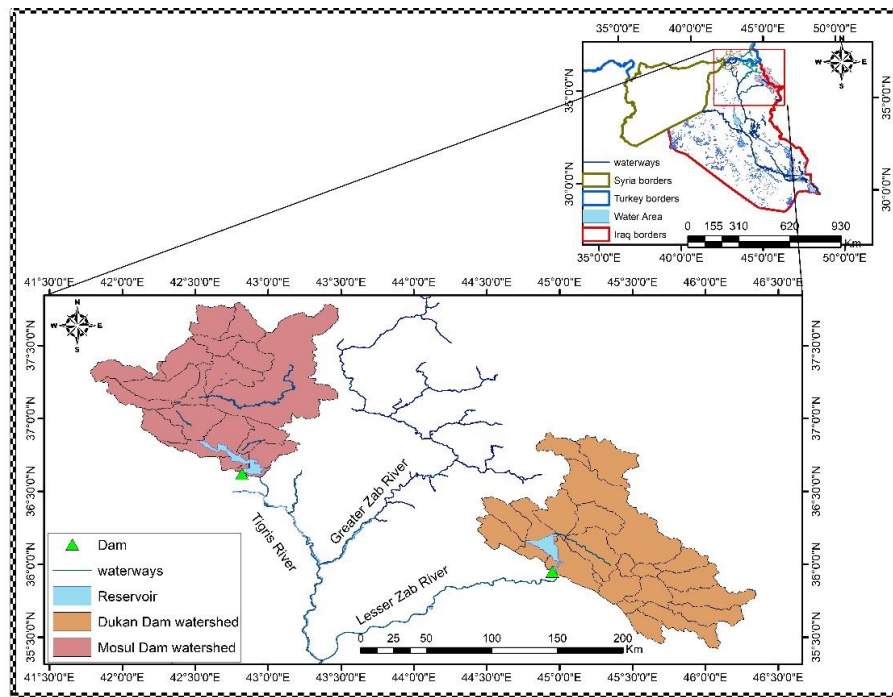 35°0'0"E 40°0'0"E 45°0'0"E 50°0'0"E
N
W E
S
35°0'0"N
30°0'0"N
35°0'0"N
30°0'0"N
waterways
Syria borders
Turkey borders
Water Area
Iraq borders
0 155 310 620 930
Km
35°0'0"E 40°0'0"E 45°0'0"E 50°0'0"E
41°30'0"E 42°0'0"E 42°30'0"E 43°0'0"E 43°30'0"E 44°0'0"E 44°30'0"E 45°0'0"E 45°30'0"E 46°0'0"E 46°30'0"E
N
W E
S
37°30'0"N
37°0'0"N
36°30'0"N
36°0'0"N
35°30'0"N
37°30'0"N
37°0'0"N
36°30'0"N
36°0'0"N
35°30'0"N
Tigris River
Greater Zab River
Lesser Zab River
Dam
waterways
Reservoir
Dukan Dam watershed
Mosul Dam watershed
0 25 50 100 150 200
Km
41°30'0"E 42°0'0"E 42°30'0"E 43°0'0"E 43°30'0"E 44°0'0"E 44°30'0"E 45°0'0"E 45°30'0"E 46°0'0"E 46°30'0"E